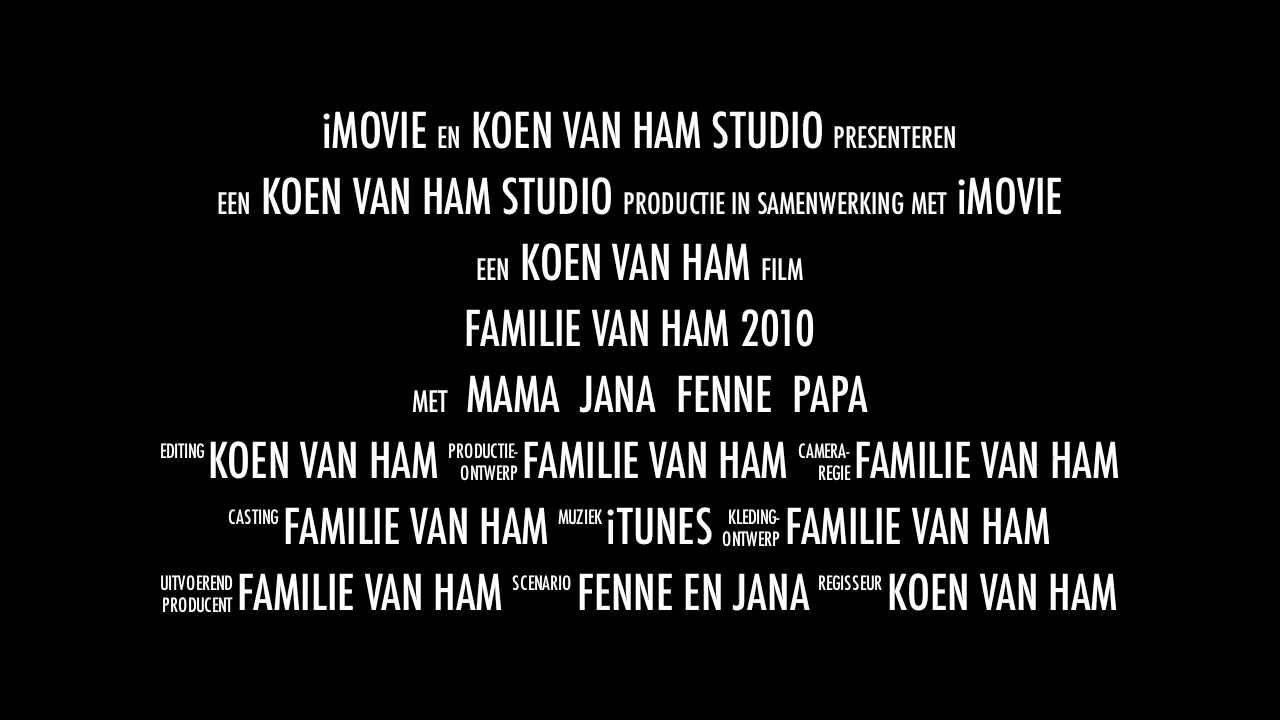 iMOVIE EN KOEN VAN HAM STUDIO PRESENTEREN
EEN KOEN VAN HAM STUDIO PRODUCTIE IN SAMENWERKING MET iMOVIE
EEN KOEN VAN HAM FILM
FAMILIE VAN HAM 2010
MET MAMA JANA FENNE PAPA
EDITING KOEN VAN HAM PRODUCTIE-ONTWERP FAMILIE VAN HAM CAMERA-REGIE FAMILIE VAN HAM
CASTING FAMILIE VAN HAM MUZIEK iTUNES KLEDING-ONTWERP FAMILIE VAN HAM
UITVOEREND PRODUCENT FAMILIE VAN HAM SCENARIO FENNE EN JANA REGISSEUR KOEN VAN HAM